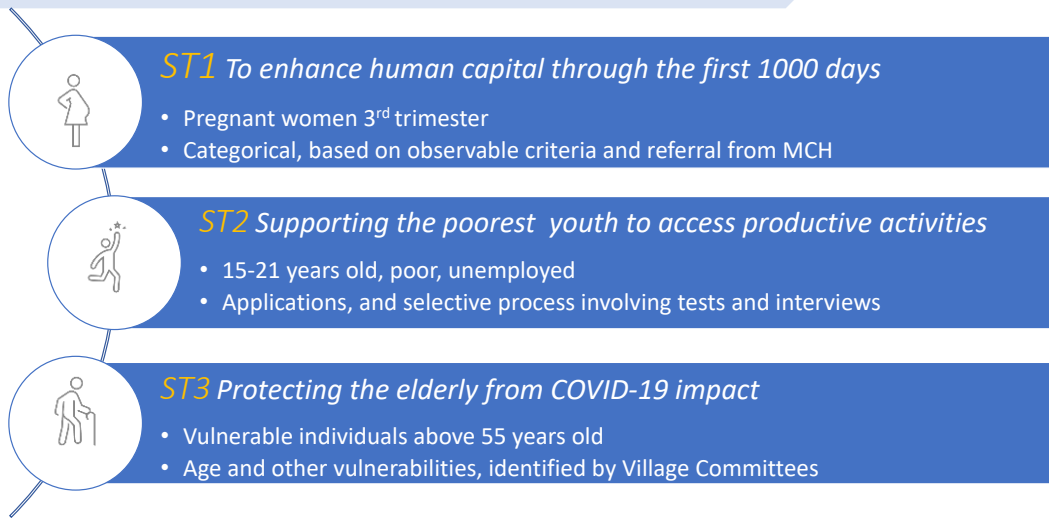 ST1 To enhance human capital through the first 1000 days
• Pregnant women 3rd trimester
• Categorical, based on observable criteria and referral from MCH
ST2 Supporting the poorest youth to access productive activities
• 15-21 years old, poor, unemployed
• Applications, and selective process involving tests and interviews
ST3 Protecting the elderly from COVID-19 impact
• Vulnerable individuals above 55 years old
• Age and other vulnerabilities, identified by Village Committees